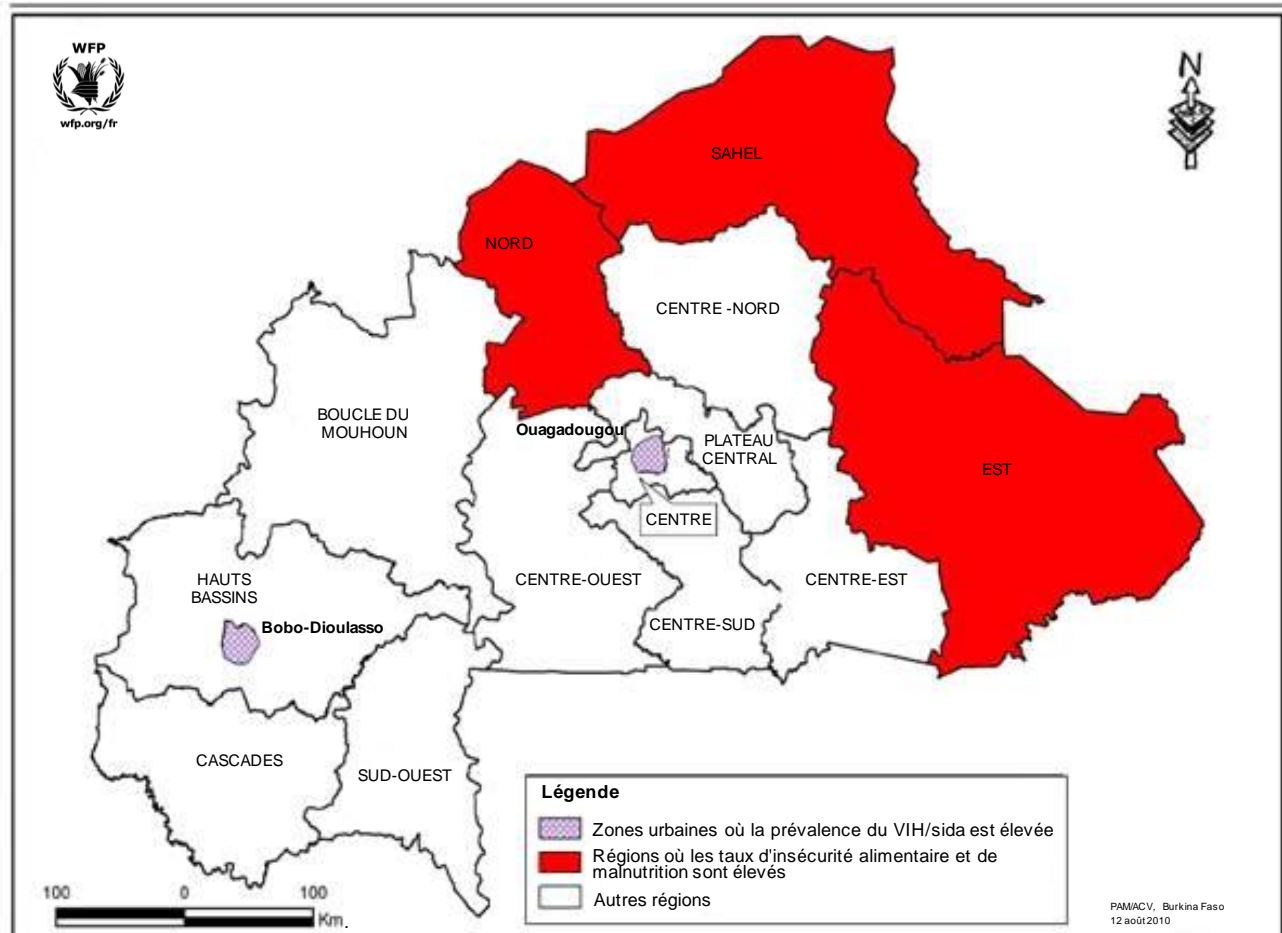 WFP
wfp.org/fr
N
SAHEL
NORD
CENTRE -NORD
BOUCLE DU
MOUHOUN
Ouagadougou
PLATEAU
CENTRAL
EST
CENTRE
HAUTS
BASSINS
CENTRE-OUEST
CENTRE-EST
Bobo-Dioulasso
CENTRE-SUD
CASCADES
SUD-OUEST
Légende
Zones urbaines où la prévalence du VIH/sida est élevée
Régions où les taux d'insécurité alimentaire et de
malnutrition sont élevés
Autres régions
100 0 100
Km.
PAM/ACV, Burkina Faso
12 août 2010